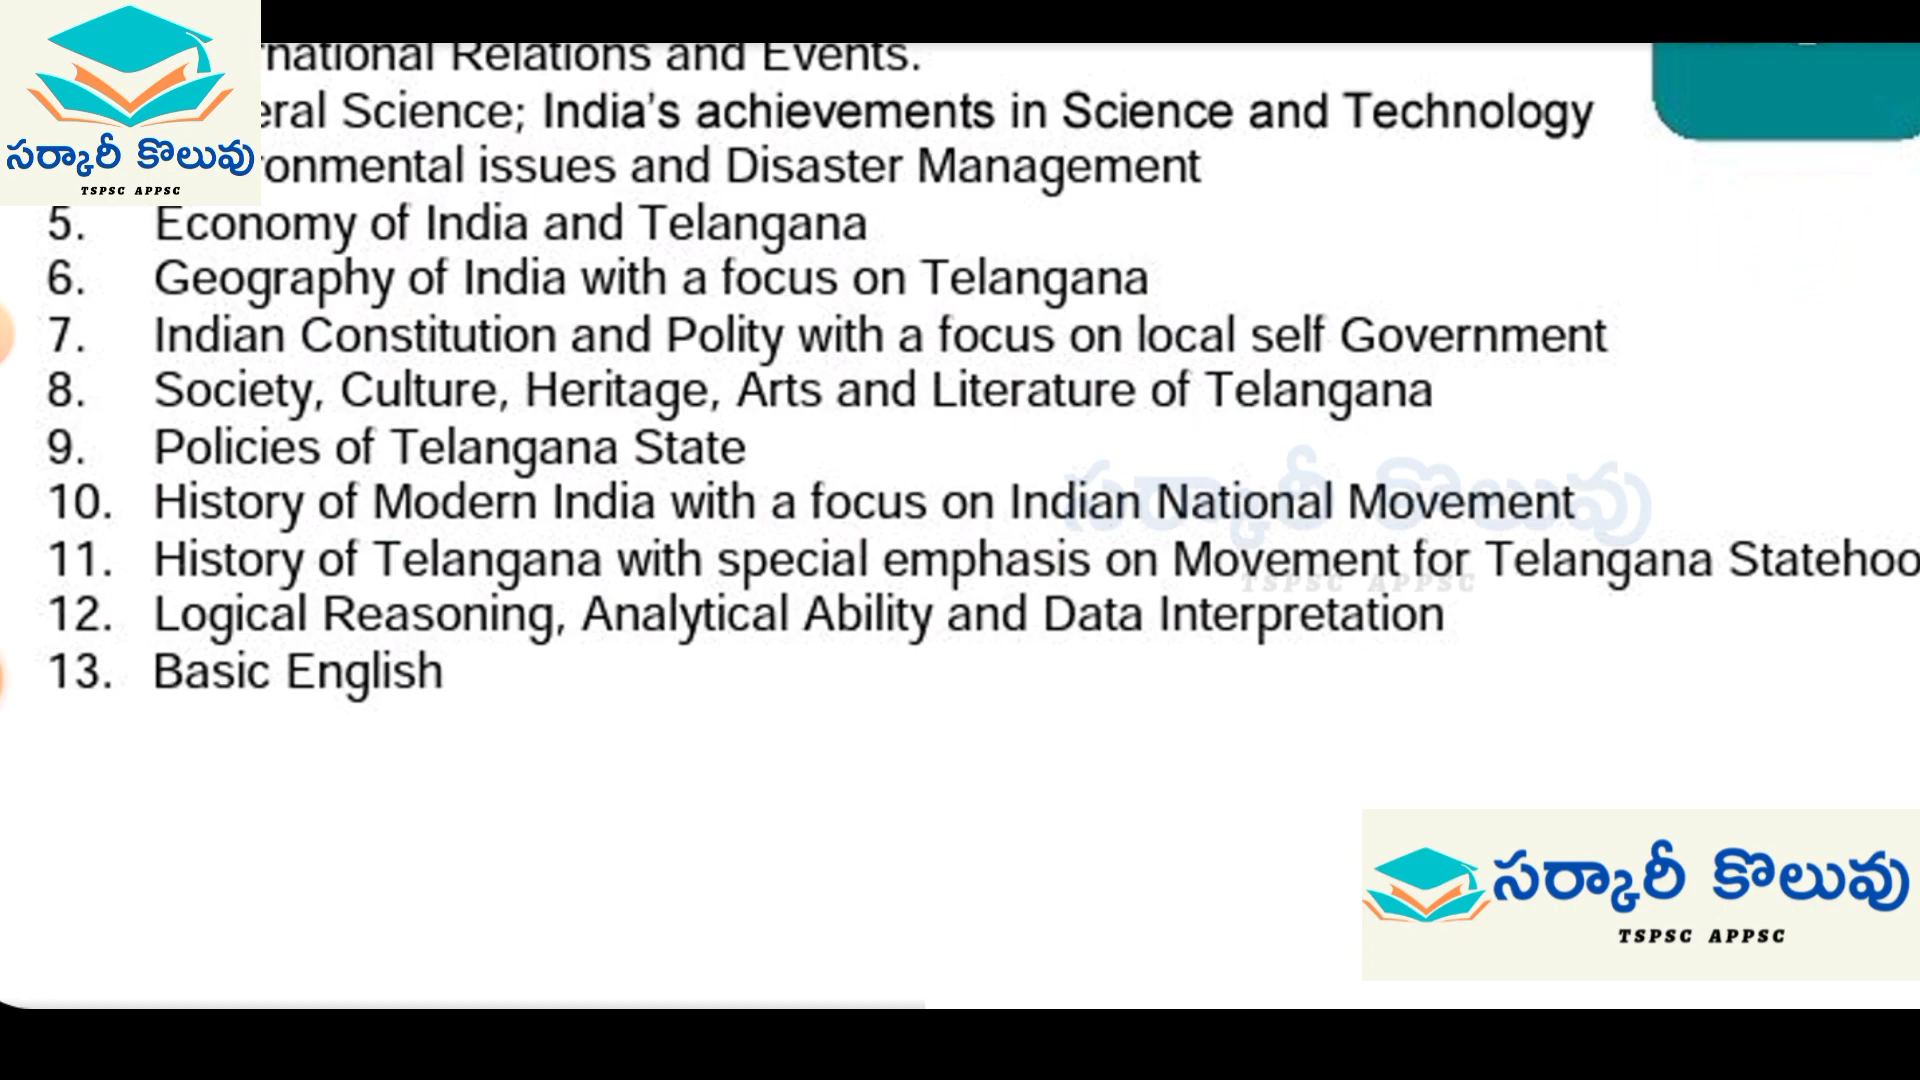 సర్కారీ కొలువు
TSPSC APPSC
Relations and Events.
Science; India’s achievements in Science and Technology
issues and Disaster Management
5. Economy of India and Telangana
6. Geography of India with a focus on Telangana
7. Indian Constitution and Polity with a focus on local self Government
8. Society, Culture, Heritage, Arts and Literature of Telangana
9. Policies of Telangana State
10. History of Modern India with a focus on Indian National Movement
11. History of Telangana with special emphasis on Movement for Telangana Statehoo
12. Logical Reasoning, Analytical Ability and Data Interpretation
13. Basic English
సర్కారీ కొలువు
TSPSC APPSC
సర్కారీ కొలువు
TSPSC APPSC